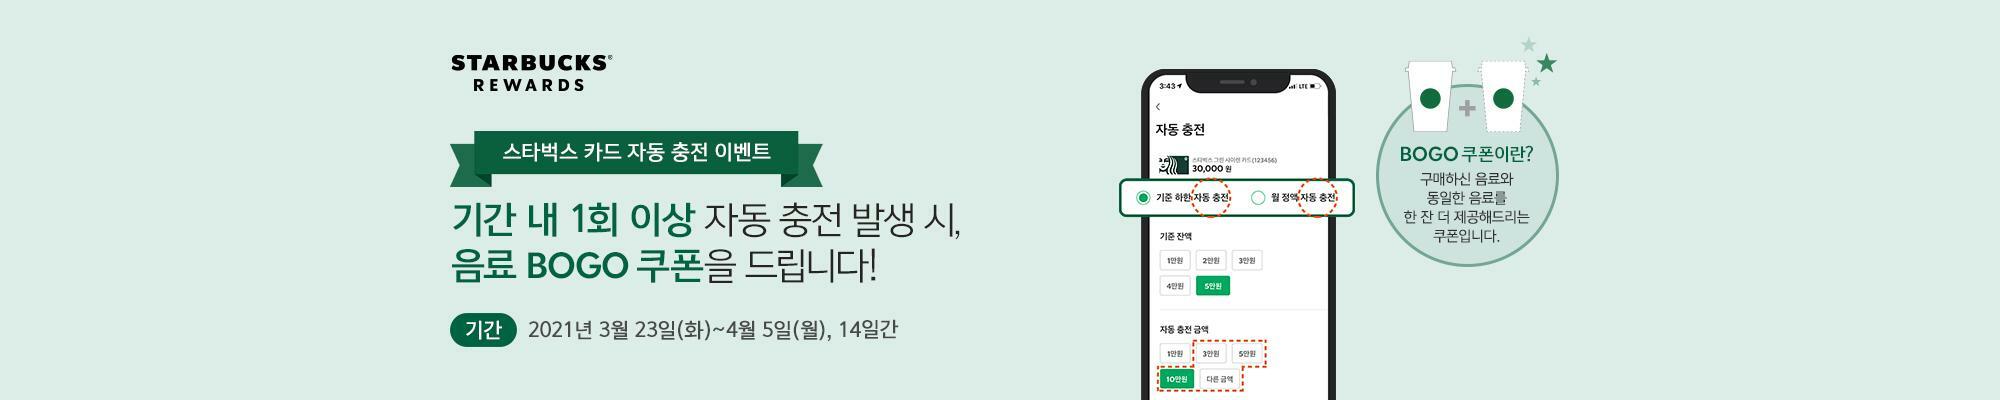 STARBUCKS®
REWARDS
스타벅스 카드 자동 충전 이벤트
기간 내 1회 이상 자동 충전 발생 시,
음료 BOGO 쿠폰을 드립니다!
기간 2021년 3월 23일(화)~4월 5일(월), 14일간
3:43 LTE
자동 충전
스타벅스 그린 사이렌 카드(123456)
30,000 원
기준 하한 자동 충전 월 정액 자동 충전
기준 잔액
1만원 2만원 3만원
4만원 5만원
자동 충전 금액
1만원 3만원 5만원
10만원 다른 금액
BOGO 쿠폰이란?
구매하신 음료와
동일한 음료를
한 잔 더 제공해드리는
쿠폰입니다.